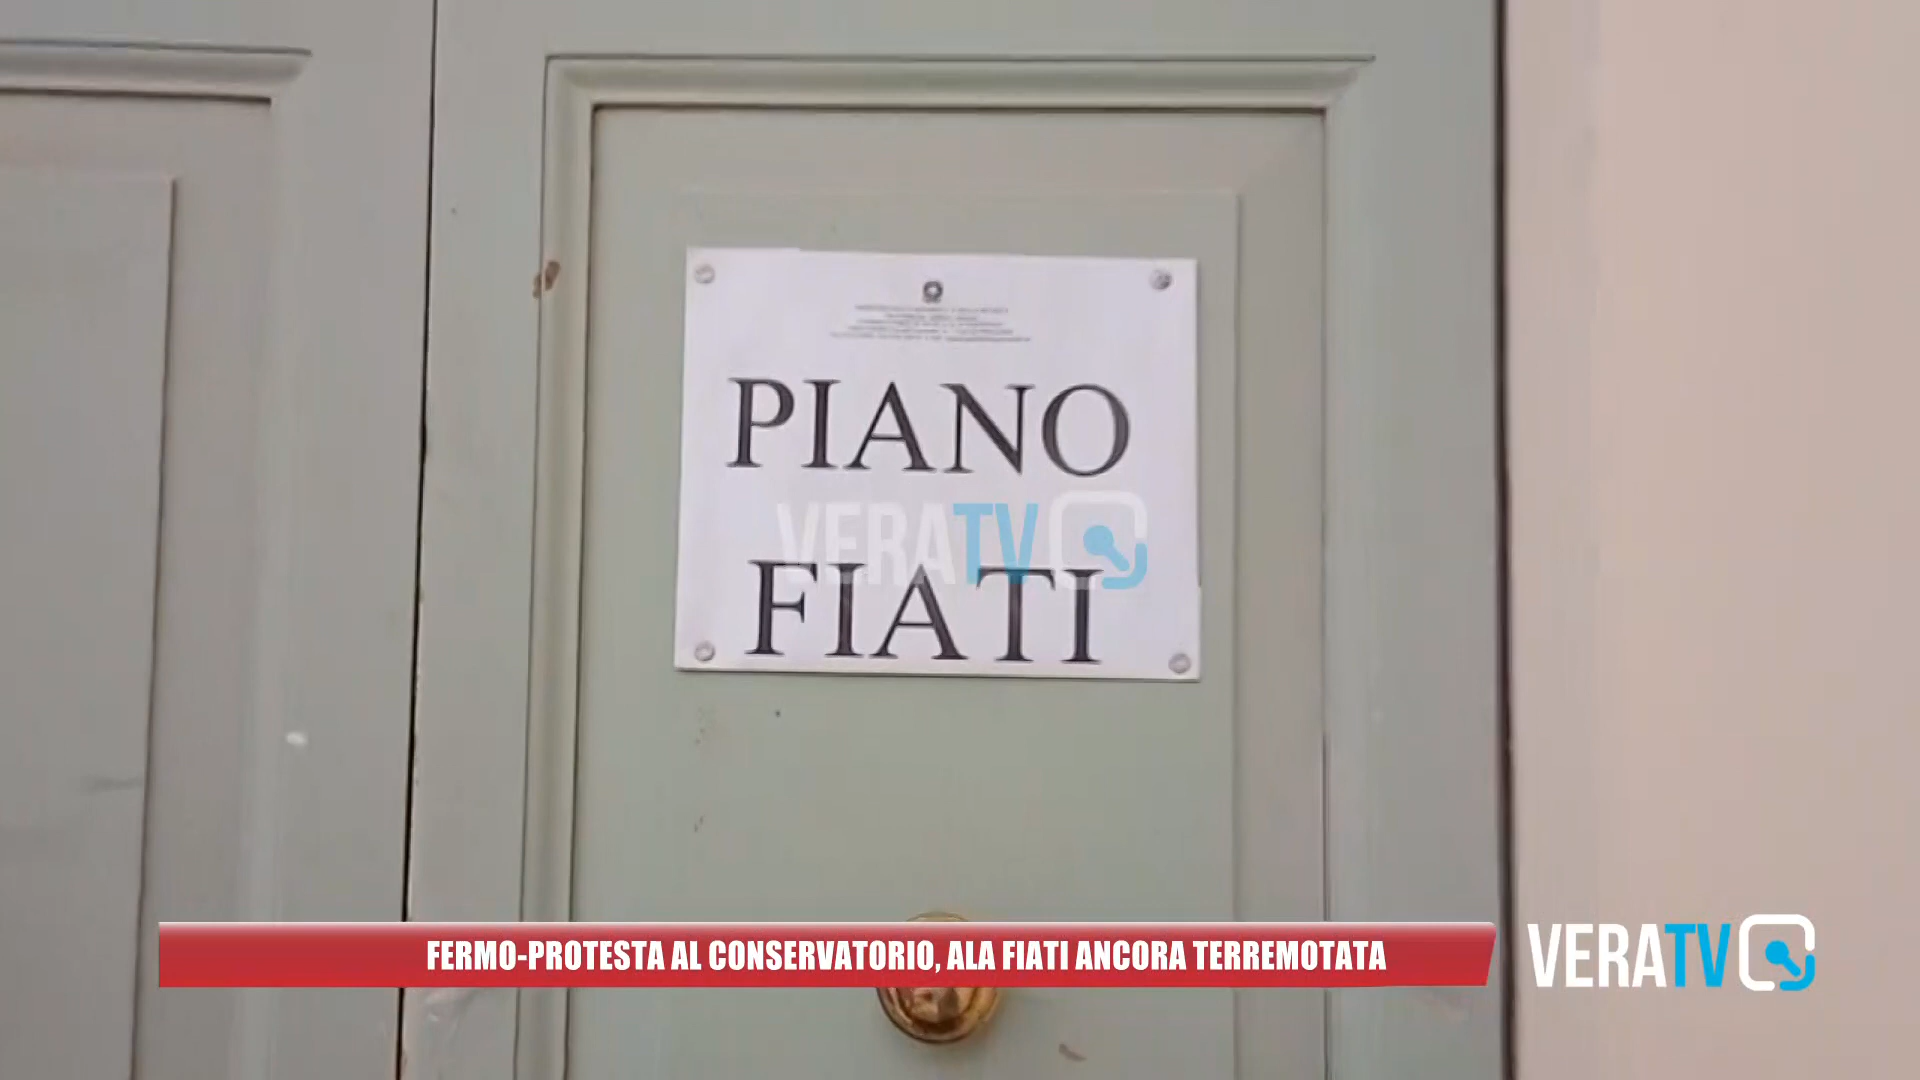 PIANO
VERATV
FIATI
FERMO-PROTESTA AL CONSERVATORIO, ALA FIATI ANCORA TERREMOTATA
VERATV